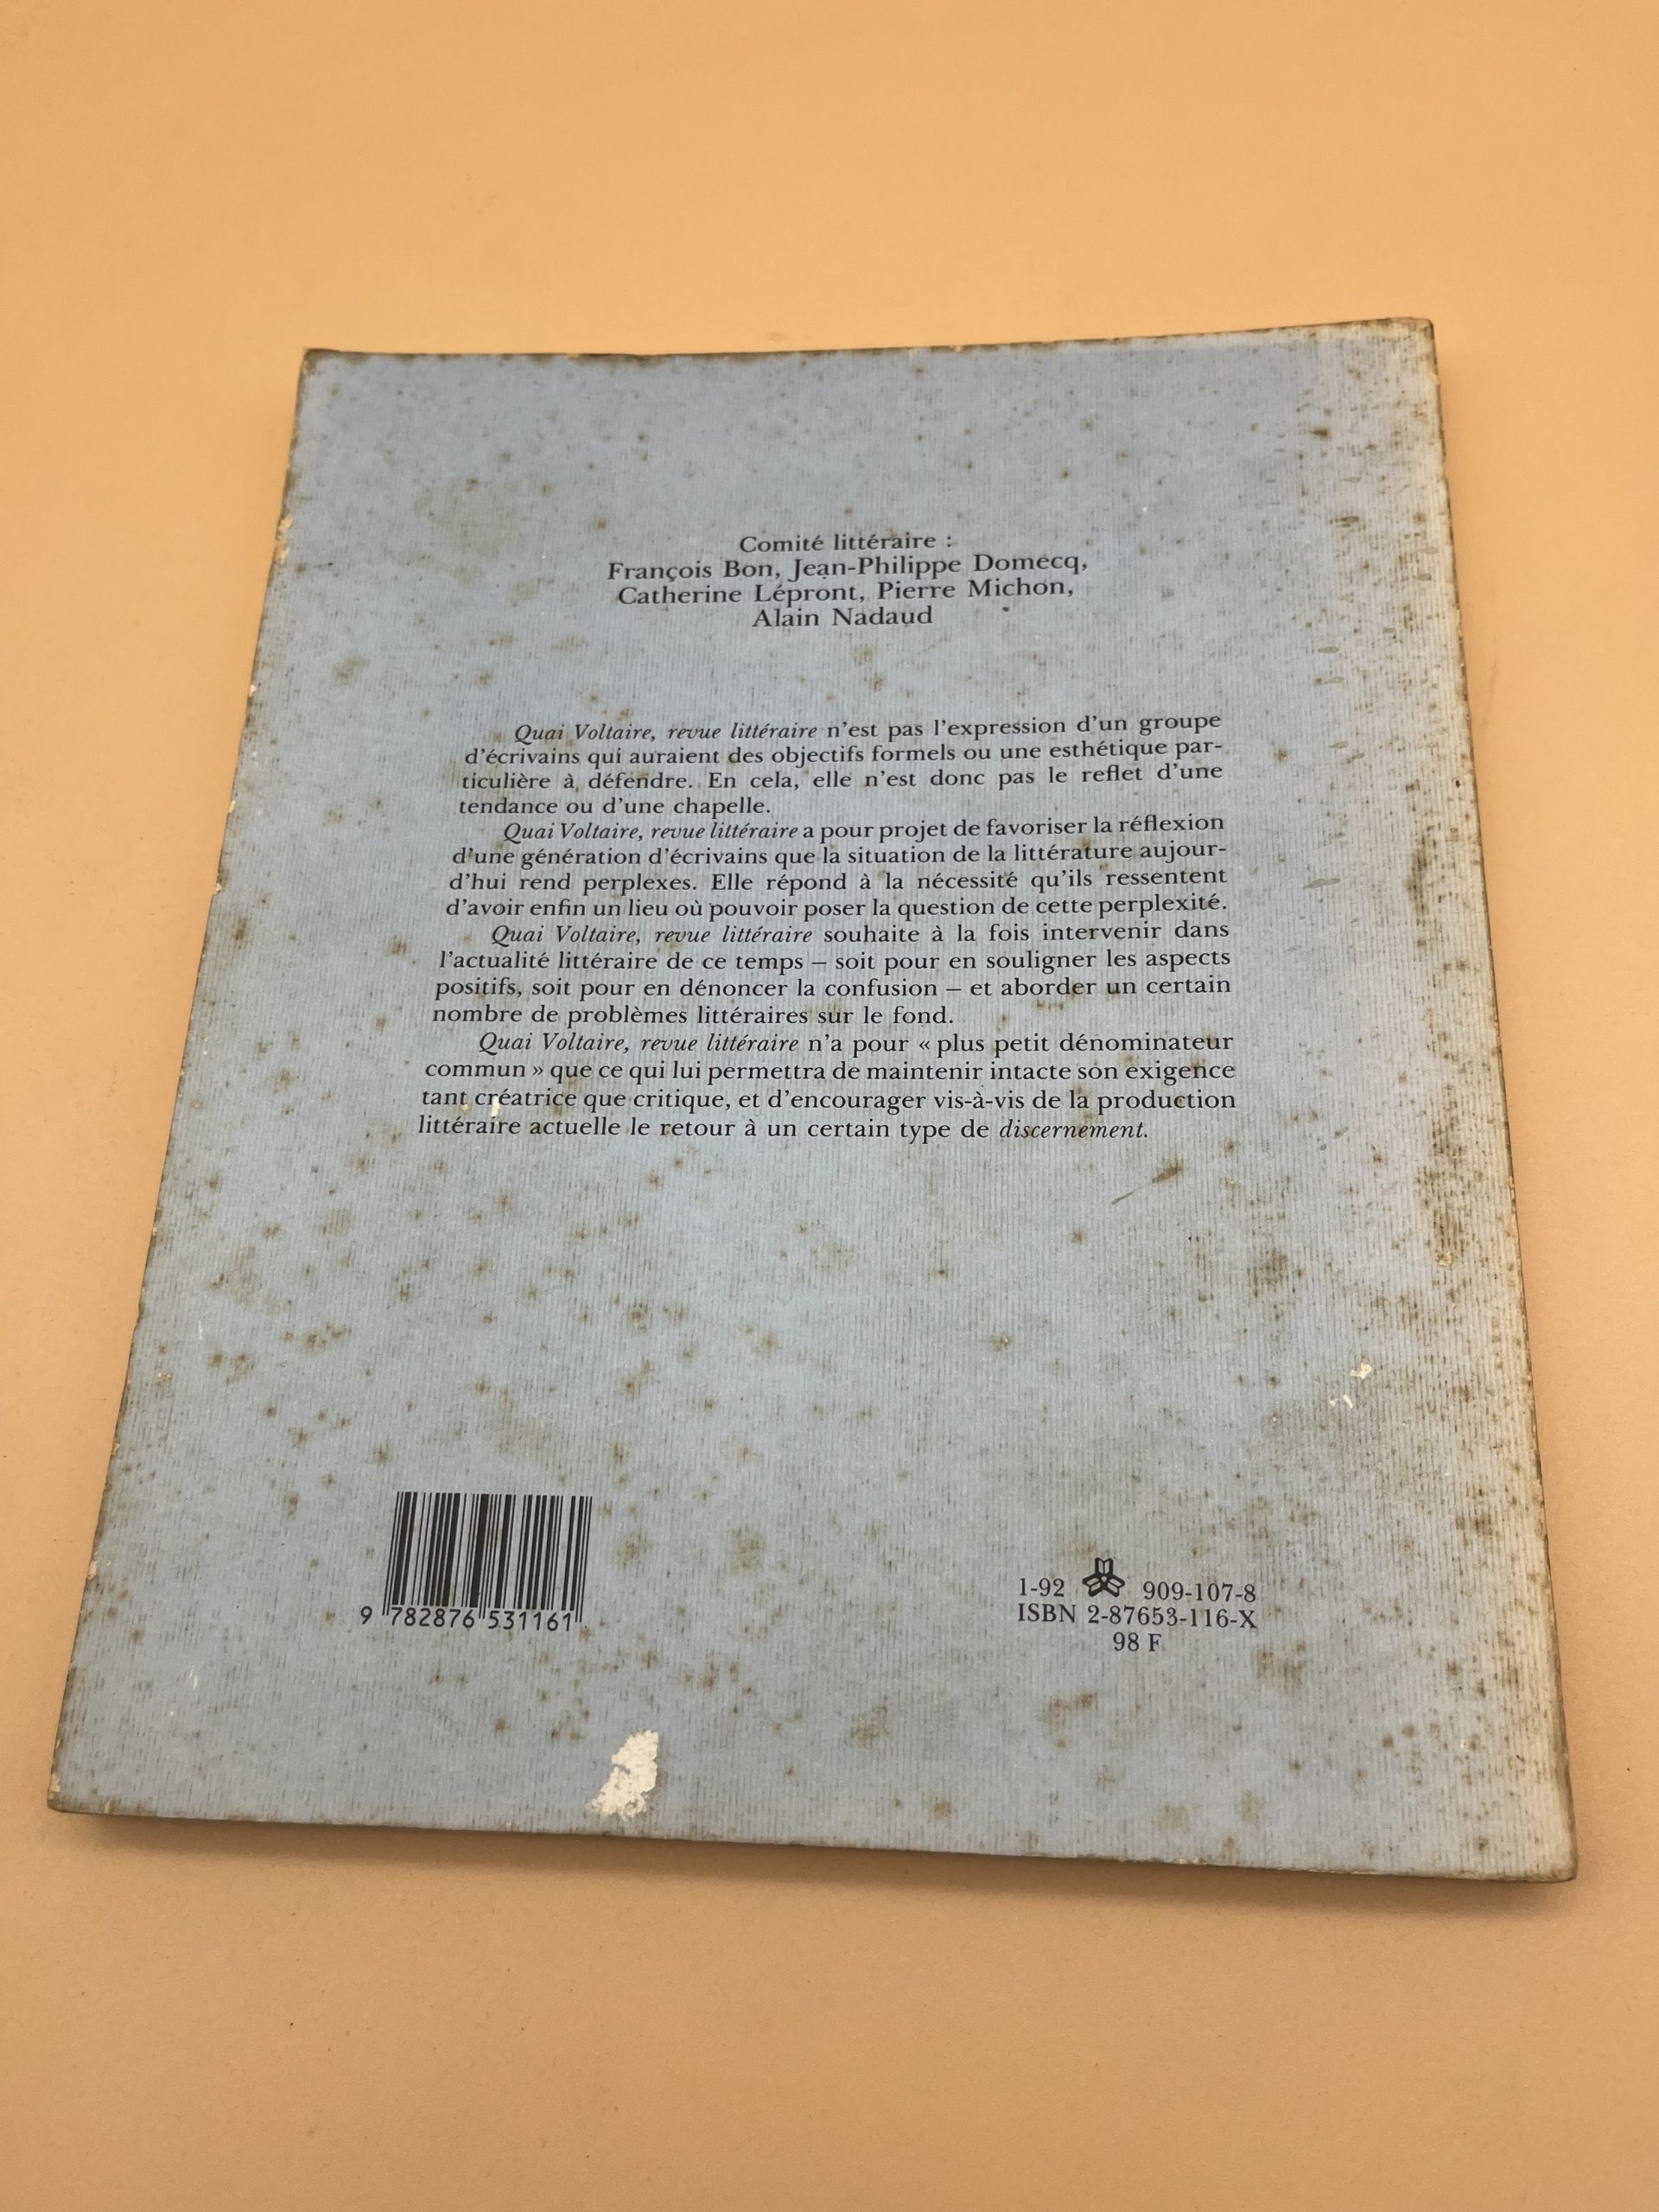 Comité littéraire :
François Bon, Jean-Philippe Domecq,
Catherine Lépront, Pierre Michon,
Alain Nadaud
Quai Voltaire, revue littéraire n'est pas l'expression d'un groupe
d'écrivains qui auraient des objectifs formels ou une esthétique par-
ticulière à défendre. En cela, elle n'est donc pas le reflet d'une
tendance ou d'une chapelle.
Quai Voltaire, revue littéraire a pour projet de favoriser la réflexion
d'une génération d'écrivains que la situation de la littérature aujour-
d'hui rend perplexes. Elle répond à la nécessité qu'ils ressentent
d'avoir enfin un lieu où pouvoir poser la question de cette perplexité.
Quai Voltaire, revue littéraire souhaite à la fois intervenir dans
l'actualité littéraire de ce temps – soit pour en souligner les aspects
positifs, soit pour en dénoncer la confusion – et aborder un certain
nombre de problèmes littéraires sur le fond.
Quai Voltaire, revue littéraire n'a pour « plus petit dénominateur
commun » que ce qui lui permettra de maintenir intacte son exigence
tant créatrice que critique, et d'encourager vis-à-vis de la production
littéraire actuelle le retour à un certain type de discernement.
9 782876 531161
1-92 909-107-8
ISBN 2-87653-116-X
98 F